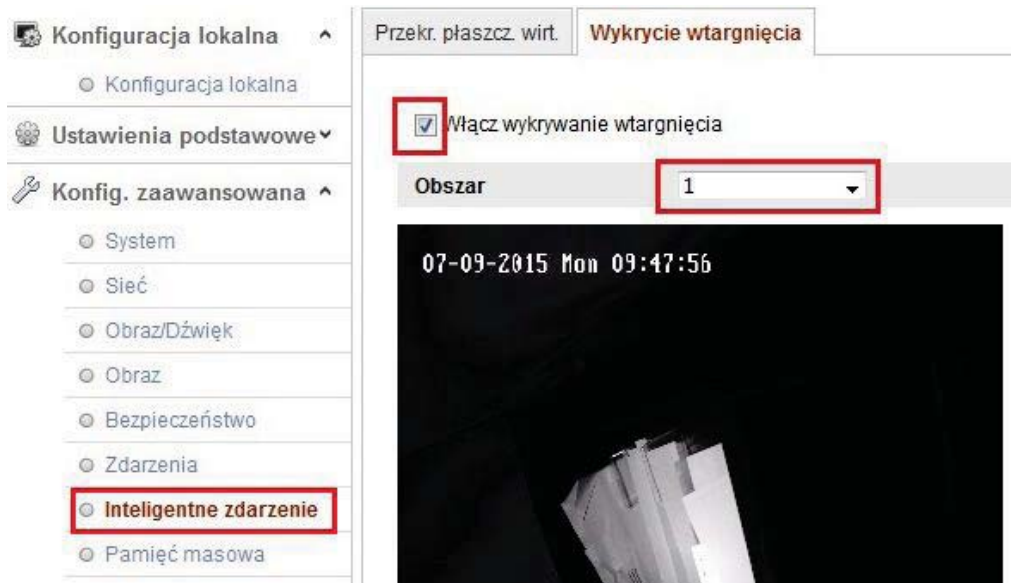 Konfiguracja lokalna
Konfiguracja lokalna
Ustawienia podstawowe
Konfig. zaawansowana
System
Sieć
Obraz/Dźwięk
Obraz
Bezpieczeństwo
Zdarzenia
Inteligentne zdarzenie
Pamięć masowa
Przekr. płaszcz. wirt. Wykrycie wtargnięcia
Włącz wykrywanie wtargnięcia
Obszar 1
07-09-2015 Mon 09:47:56